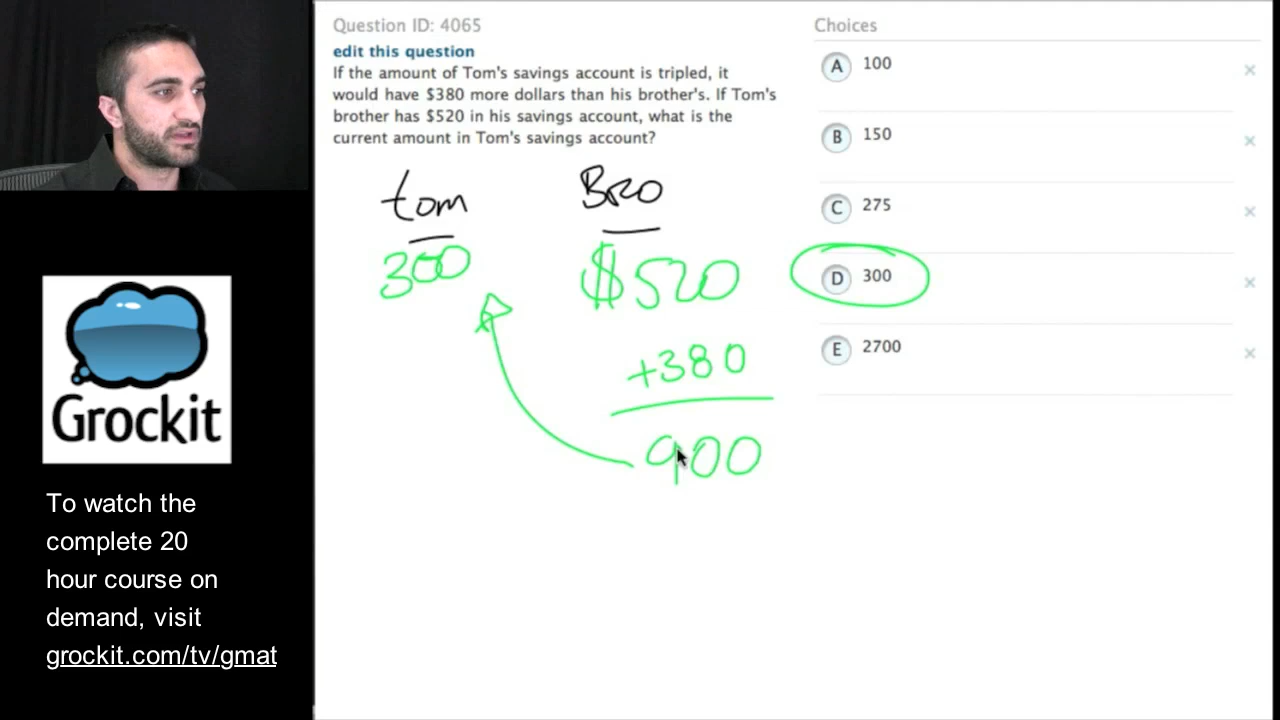 Question ID: 4065
edit this question
If the amount of Tom's savings account is tripled, it
would have $380 more dollars than his brother's. If Tom's
brother has $520 in his savings account, what is the
current amount in Tom's savings account?
Choices
A 100
B 150
C 275
D 300
E 2700
tom
300
Bro
$520
+380
900
Grockit
To watch the
complete 20
hour course on
demand, visit
grockit.com/tv/gmat